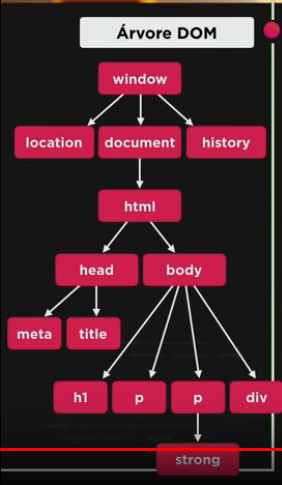 Árvore DOM
window
location document history
html
head body
meta title
h1 p p div
strong